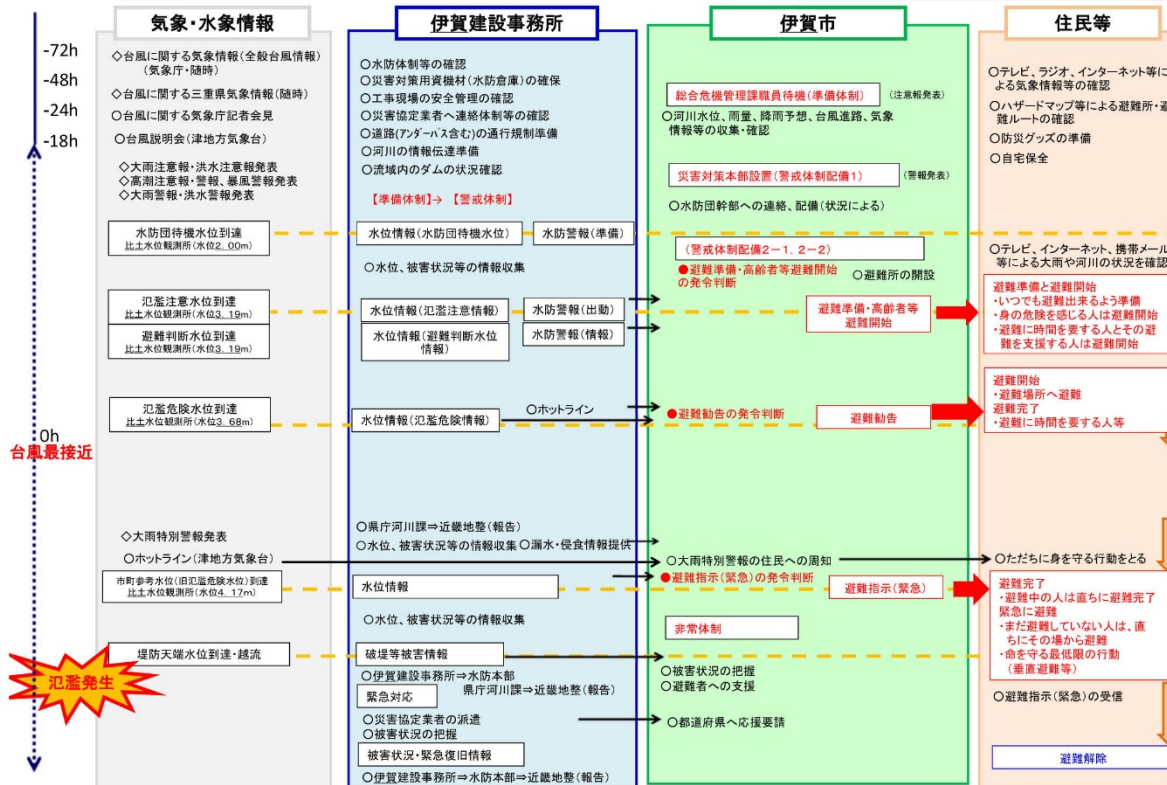 -72h
-48h
-24h
-18h
0h
台風最接近
氾濫発生
気象・水象情報
◇台風に関する気象情報(全般台風情報)
(気象庁・随時)
◇台風に関する三重県気象情報(随時)
○台風に関する気象庁記者会見
○台風説明会(津地方気象台)
◇大雨注意報・洪水注意報発表
◇高潮注意報・警報、暴風警報発表
◇大雨警報・洪水警報発表
水防団待機水位到達
比土水位観測所(水位2.00m)
氾濫注意水位到達
比土水位観測所(水位3.19m)
避難判断水位到達
比土水位観測所(水位3.19m)
氾濫危険水位到達
比土水位観測所(水位3.68m)
◇大雨特別警報発表
○ホットライン(津地方気象台)
市町参考水位(旧氾濫危険水位)到達
比土水位観測所(水位4.17m)
堤防天端水位到達・越流
伊賀建設事務所
○水防体制等の確認
○災害対策用資機材(水防倉庫)の確保
○工事現場の安全管理の確認
○災害協定業者へ連絡体制等の確認
○道路(アンダーパス含む)の通行規制準備
○河川の情報伝達準備
○流域内のダムの状況確認
【準備体制】→ 【警戒体制】
水位情報(水防団待機水位)
水防警報(準備)
○水位、被害状況等の情報収集
水位情報(氾濫注意情報)
水防警報(出動)
水位情報(避難判断水位
情報)
水防警報(情報)
○ホットライン
水位情報(氾濫危険情報)
○県庁河川課⇒近畿地整(報告)
○水位、被害状況等の情報収集 ○漏水・侵食情報提供
水位情報
○水位、被害状況等の情報収集
破堤等被害情報
○伊賀建設事務所⇒水防本部
県庁河川課⇒近畿地整(報告)
緊急対応
○災害協定業者の派遣
○被害状況の把握
被害状況・緊急復旧情報
○伊賀建設事務所⇒水防本部⇒近畿地整(報告)
伊賀市
総合危機管理課職員待機(準備体制)
(注意報発表)
○河川水位、雨量、降雨予想、台風進路、気象
情報等の収集・確認
災害対策本部設置(警戒体制配備1)
(警報発表)
○水防団幹部への連絡、配備(状況による)
(警戒体制配備2-1、2-2)
●避難準備・高齢者等避難開始
の発令判断
○避難所の開設
避難準備・高齢者等
避難開始
●避難勧告の発令判断
避難勧告
○大雨特別警報の住民への周知
●避難指示(緊急)の発令判断
避難指示(緊急)
非常体制
○被害状況の把握
○避難者への支援
○都道府県へ応援要請
住民等
○テレビ、ラジオ、インターネット等に
よる気象情報等の確認
○ハザードマップ等による避難所・避
難ルートの確認
○防災グッズの準備
○自宅保全
○テレビ、インターネット、携帯メール
等による大雨や河川の状況を確認
避難準備と避難開始
・いつでも避難出来るよう準備
・身の危険を感じる人は避難開始
・避難に時間を要する人とその避
難を支援する人は避難開始
避難開始
・避難場所へ避難
避難完了
・避難に時間を要する人等
○ただちに身を守る行動をとる
避難完了
・避難中の人は直ちに避難完了
緊急に避難
・まだ避難していない人は、直
ちにその場から避難
・命を守る最低限の行動
(垂直避難等)
○避難指示(緊急)の受信
避難解除